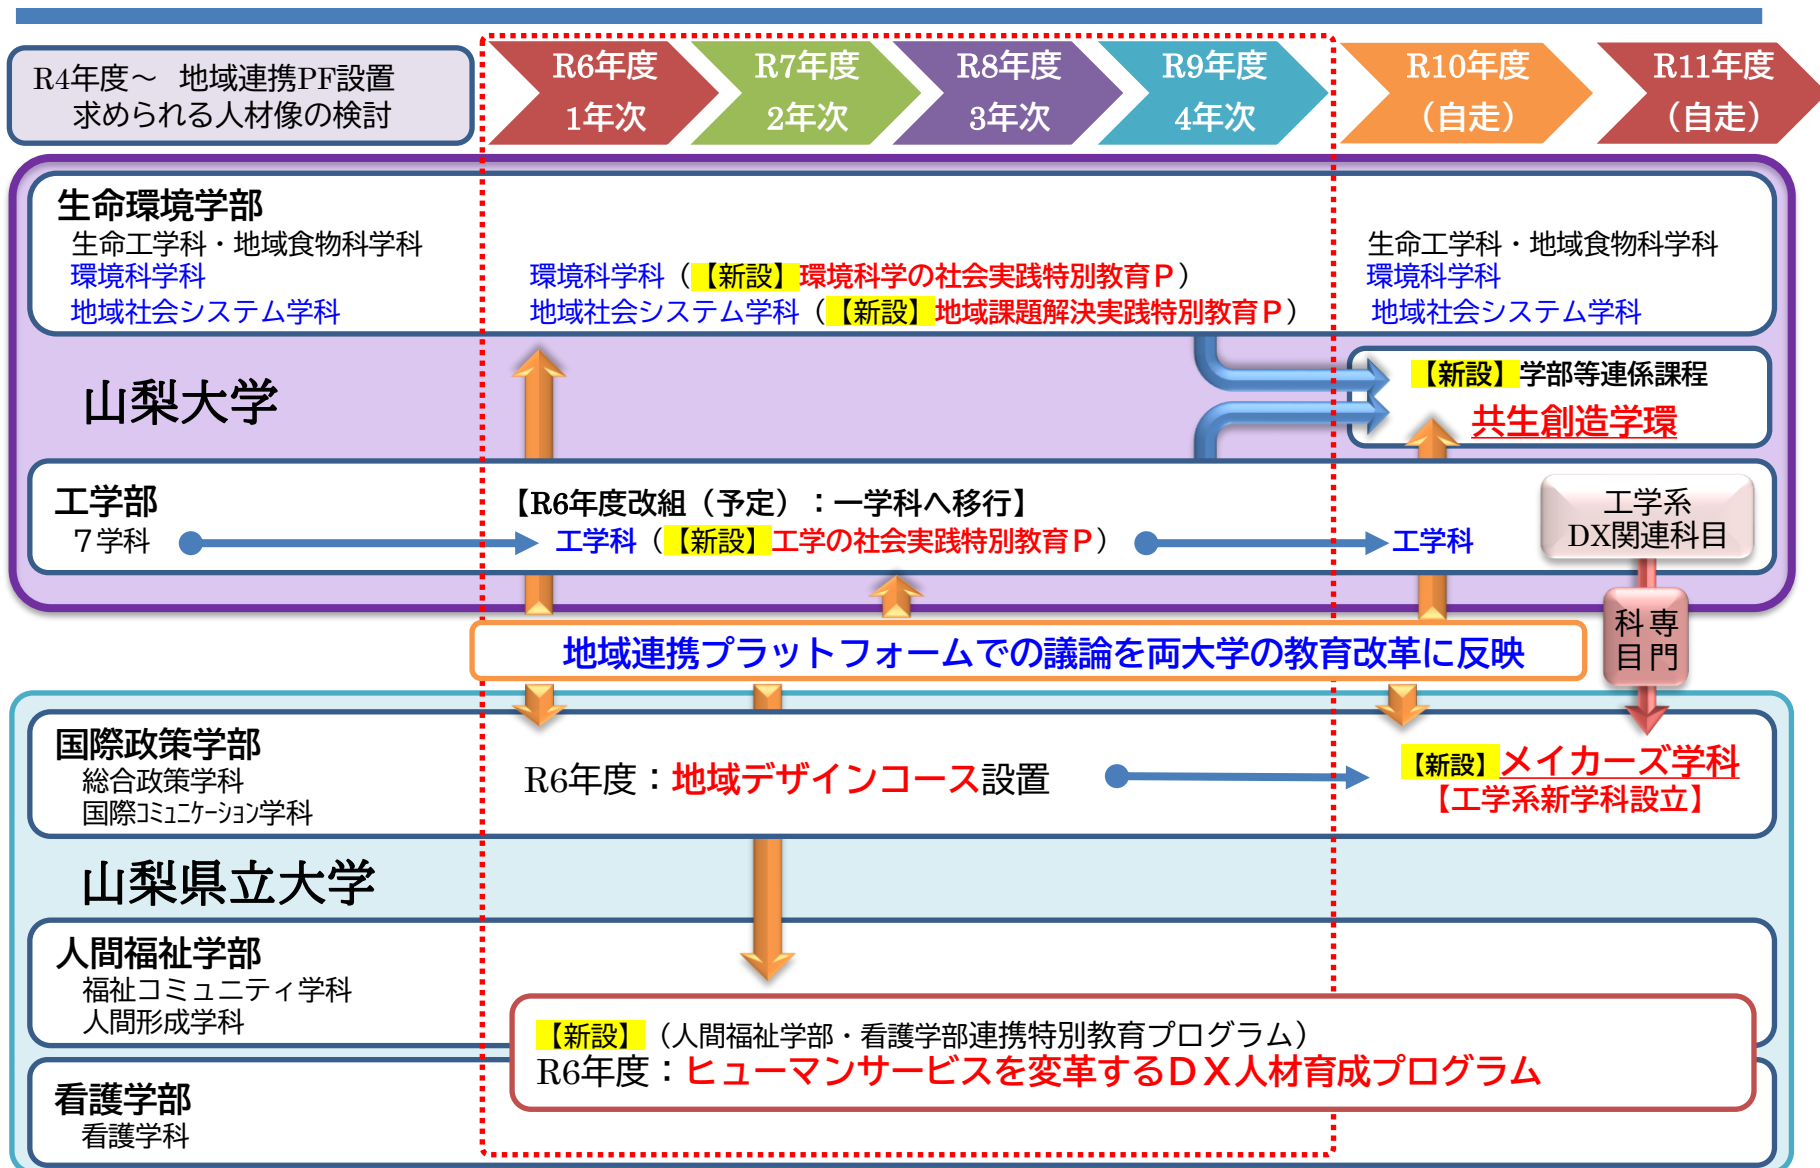 R4年度～ 地域連携PF設置
求められる人材像の検討
R6年度
1年次
R7年度
2年次
R8年度
3年次
R9年度
4年次
R10年度
（自走）
R11年度
（自走）
生命環境学部
生命工学科・地域食物科学科
環境科学科
地域社会システム学科
環境科学科（【新設】環境科学の社会実践特別教育Ｐ）
地域社会システム学科（【新設】地域課題解決実践特別教育Ｐ）
生命工学科・地域食物科学科
環境科学科
地域社会システム学科
山梨大学
【新設】学部等連係課程
共生創造学環
工学部
７学科
【R6年度改組（予定）：一学科へ移行】
工学科（【新設】工学の社会実践特別教育Ｐ）
工学科
工学系
DX関連科目
専門
科目
地域連携プラットフォームでの議論を両大学の教育改革に反映
国際政策学部
総合政策学科
国際ｺﾐｭﾆｹｰｼｮﾝ学科
R6年度：地域デザインコース設置
【新設】メイカーズ学科
【工学系新学科設立】
山梨県立大学
人間福祉学部
福祉コミュニティ学科
人間形成学科
【新設】（人間福祉学部・看護学部連携特別教育プログラム）
R6年度：ヒューマンサービスを変革するＤＸ人材育成プログラム
看護学部
看護学科